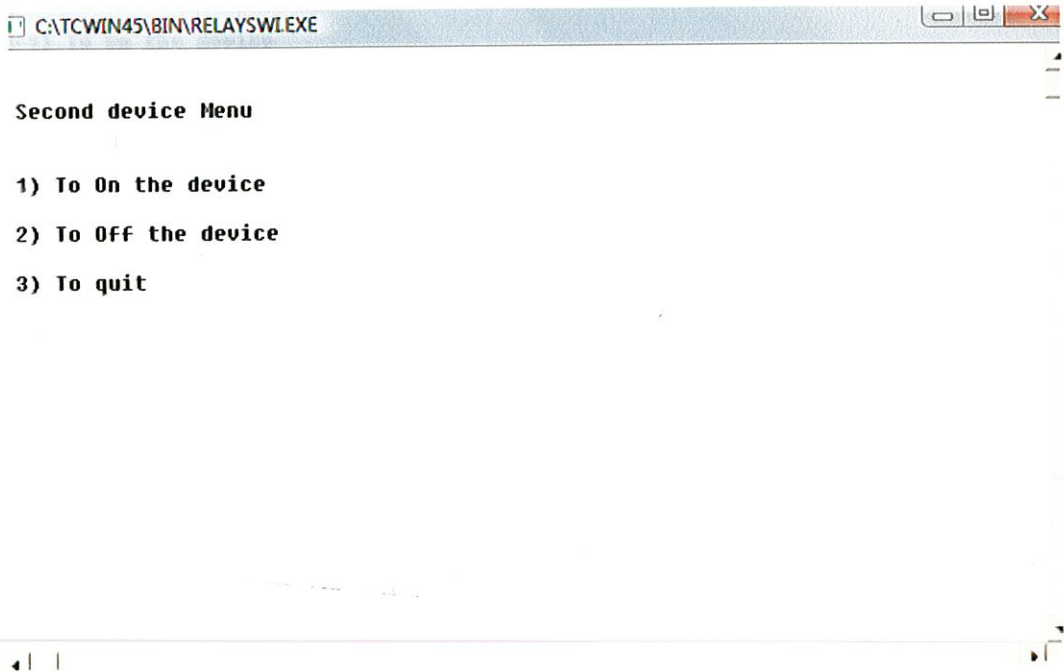 C:\TCWIN45\BIN\RELAYSWI.EXE
Second device Menu
1) To On the device
2) To Off the device
3) To quit